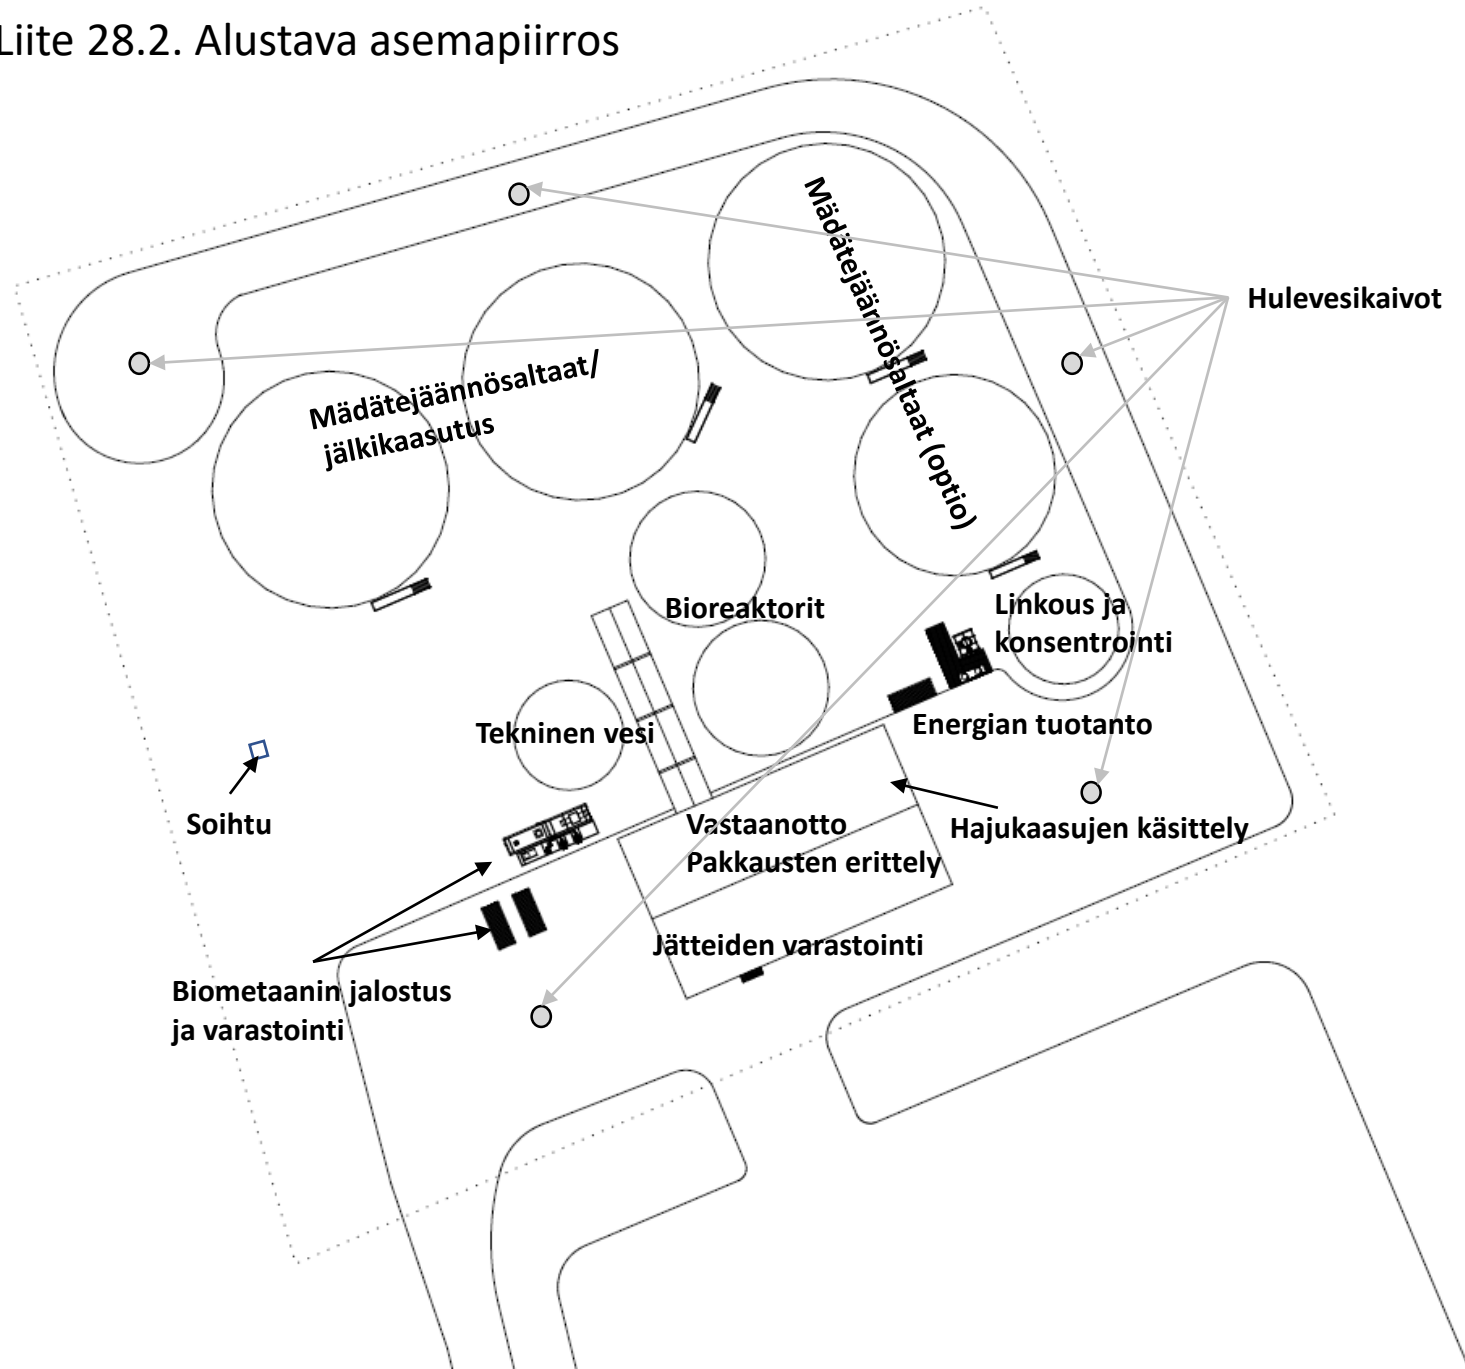 Liite 28.2. Alustava asemapiirros
Mädätejäännösaltaat (optio)
Hulevesikaivot
Mädätejäännösaltaat/
jälkikaasutus
Bioreaktorit
Linkous ja
konsentrointi
Tekninen vesi
Energian tuotanto
Soihtu
Vastaanotto
Pakkausten erittely
Hajukaasujen käsittely
Jätteiden varastointi
Biometaanin jalostus
ja varastointi